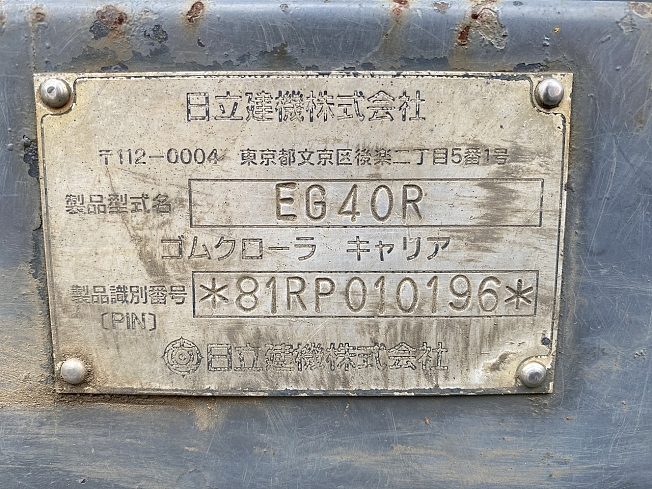 日立建機株式会社
〒112-0004 東京都文京区後楽二丁目5番1号
製品型式名 EG40R
ゴムクローラ キャリア
製品識別番号 *81RP010196*
〔PIN〕
日立建機株式会社